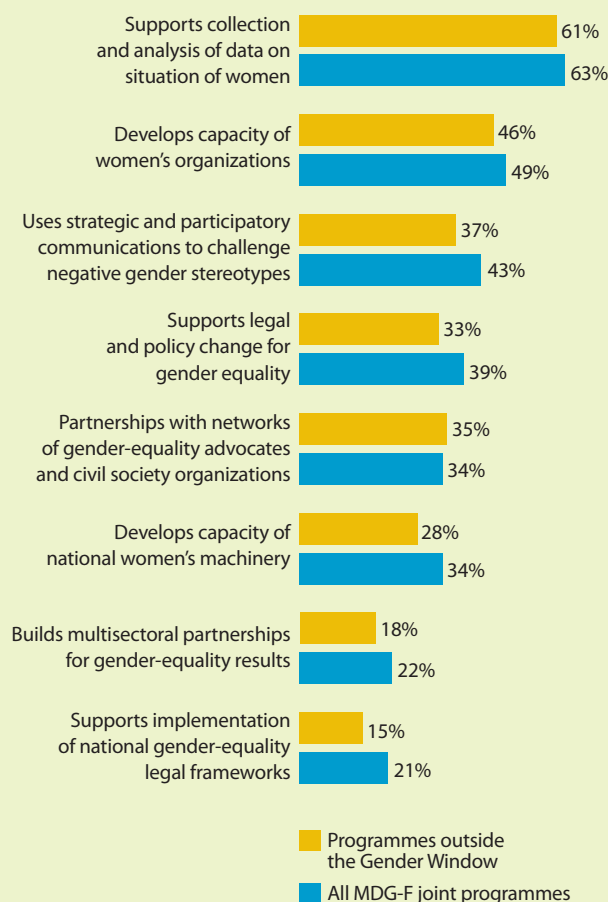 Supports collection
and analysis of data on
situation of women
61%
63%
Develops capacity of
women’s organizations
46%
49%
Uses strategic and participatory
communications to challenge
negative gender stereotypes
37%
43%
Supports legal
and policy change for
gender equality
33%
39%
Partnerships with networks
of gender-equality advocates
and civil society organizations
35%
34%
Develops capacity of
national women’s machinery
28%
34%
Builds multisectoral partnerships
for gender-equality results
18%
22%
Supports implementation
of national gender-equality
legal frameworks
15%
21%
Programmes outside
the Gender Window
All MDG-F joint programmes